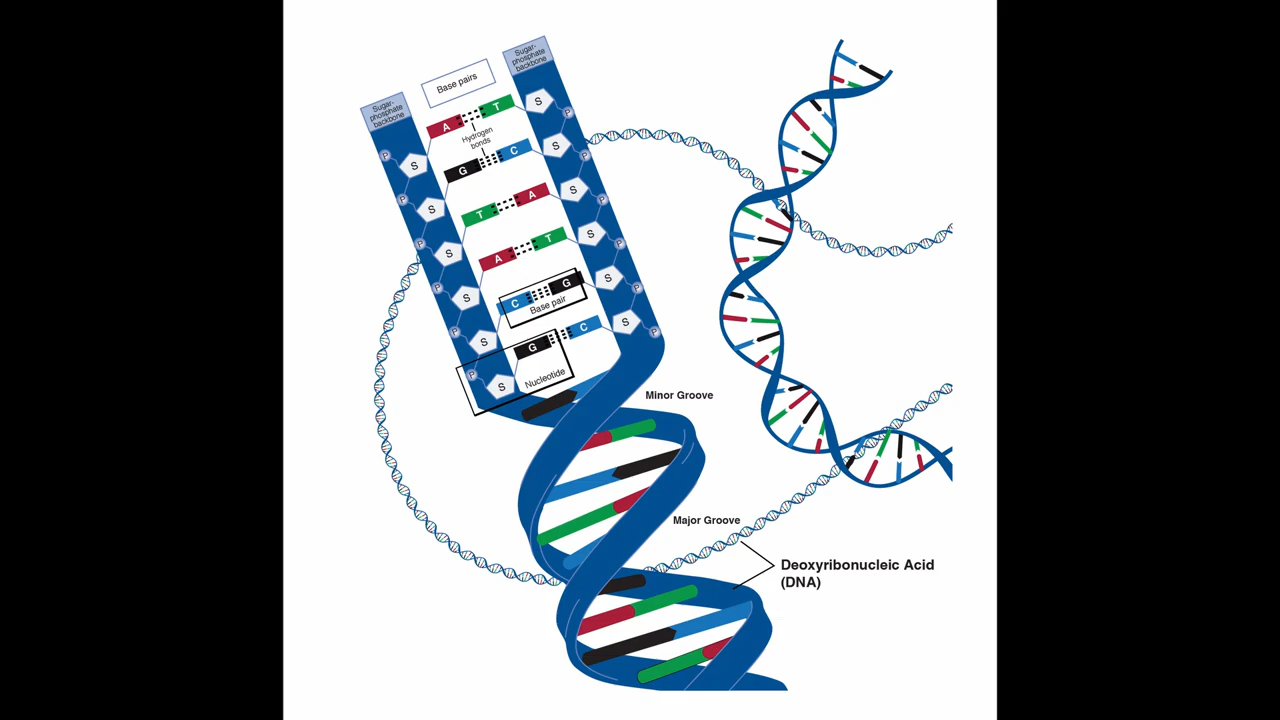 Sugar-
phosphate
backbone
Base pairs
Sugar-
phosphate
backbone
A
T
S
P
Hydrogen
bonds
P
S
G
C
S
P
P
S
T
A
S
P
P
S
A
T
S
P
P
S
C
G
S
P
Base pair
P
S
G
C
S
P
P
S
Nucleotide
Minor Groove
Major Groove
Deoxyribonucleic Acid
(DNA)